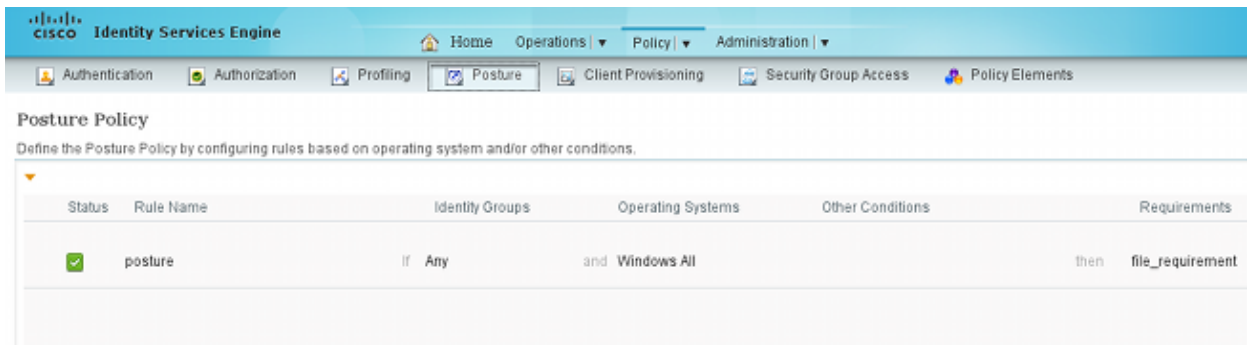 cisco Identity Services Engine
Home Operations Policy Administration
Authentication Authorization Profiling Posture Client Provisioning Security Group Access Policy Elements
Posture Policy
Define the Posture Policy by configuring rules based on operating system and/or other conditions.
Status Rule Name Identity Groups Operating Systems Other Conditions Requirements
posture If Any and Windows All then file_requirement